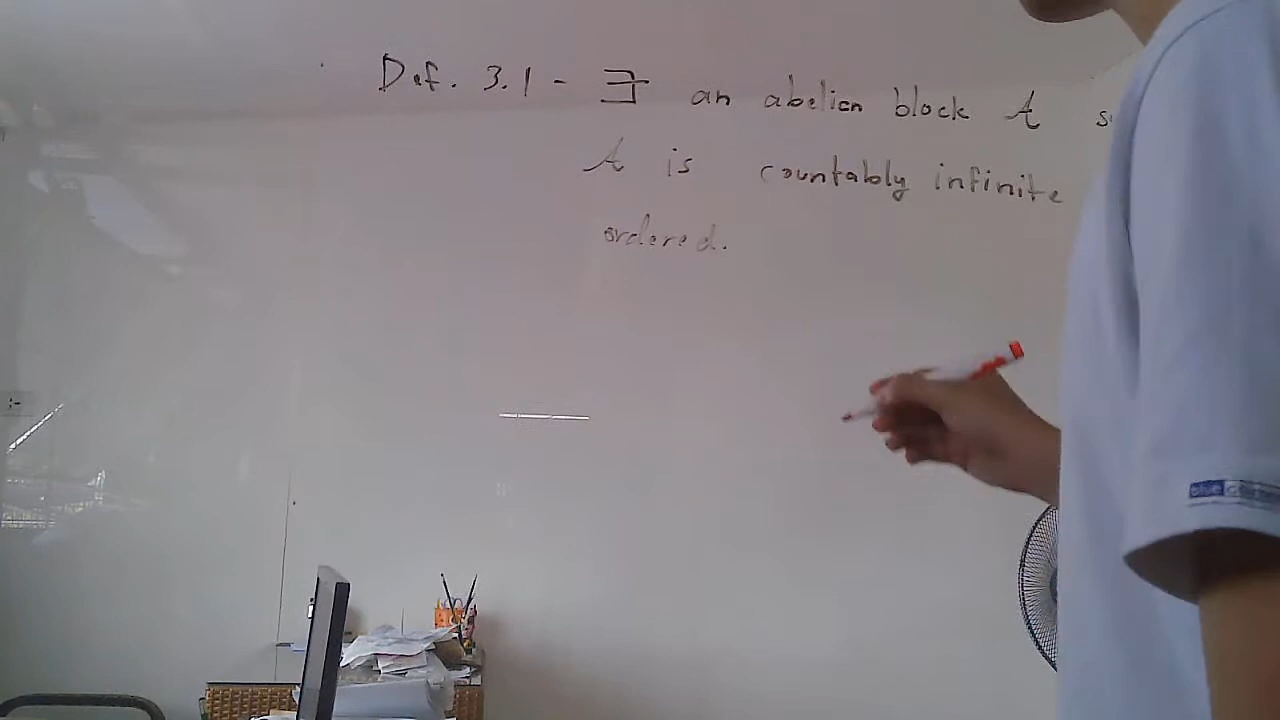 Def. 3.1 - ∃ an abelian block A
A is countably infinite
ordered.